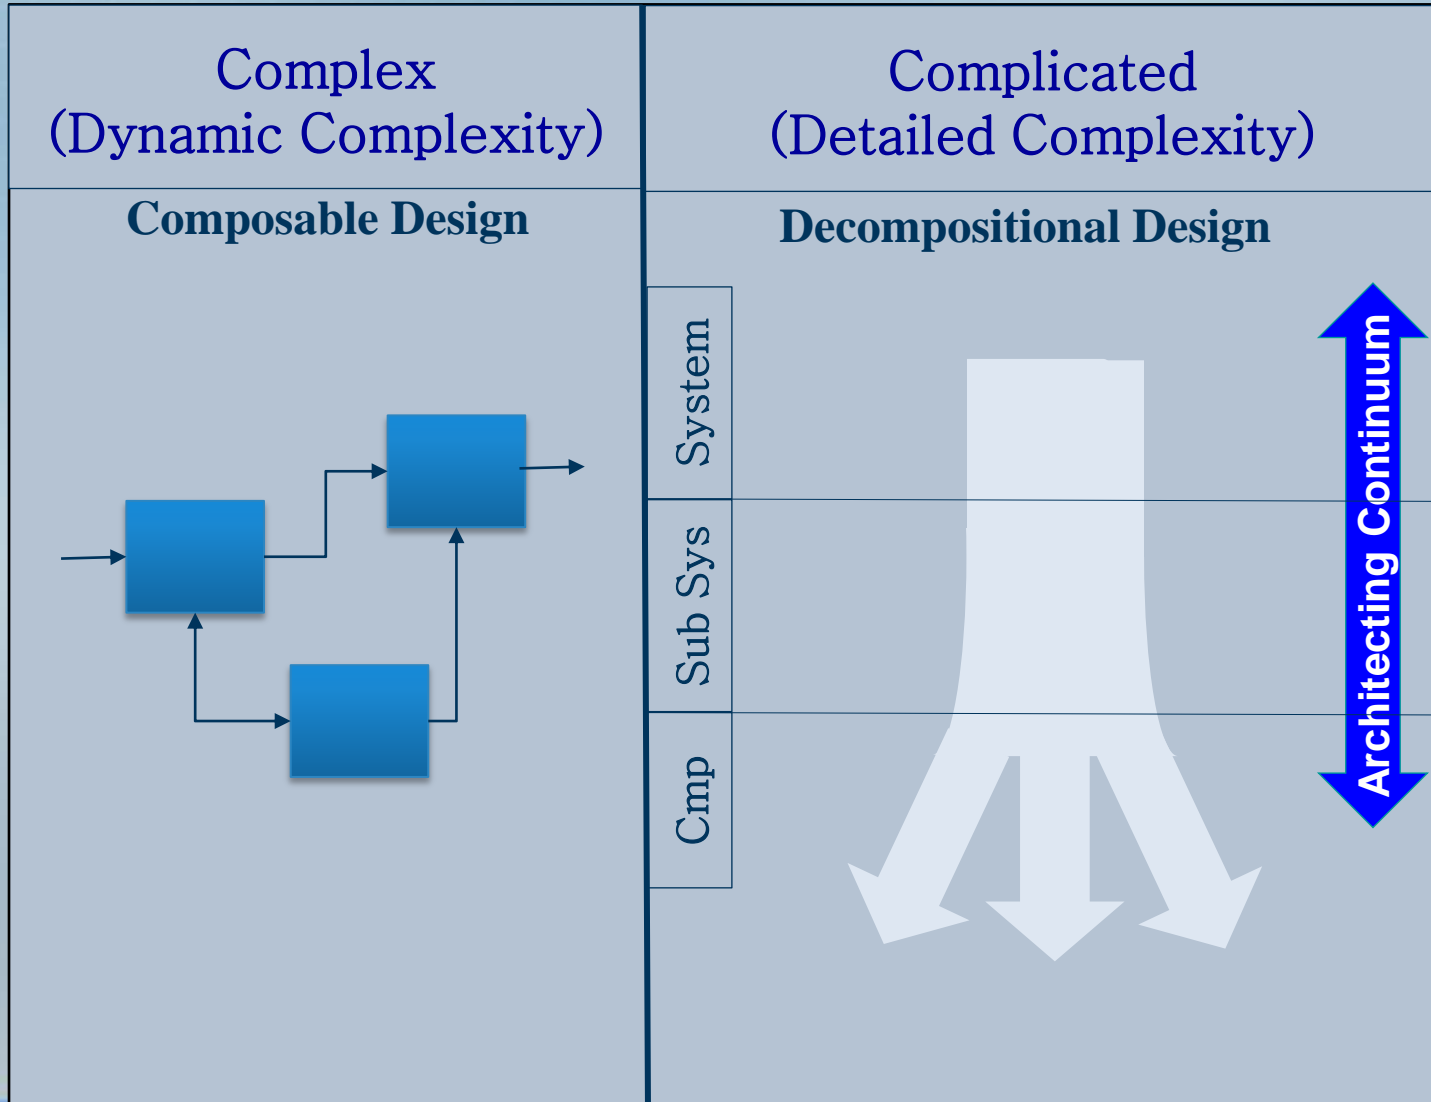 Complex
(Dynamic Complexity)
Composable Design
Complicated
(Detailed Complexity)
Decompositional Design
System
Sub Sys
Cmp
Architecting Continuum